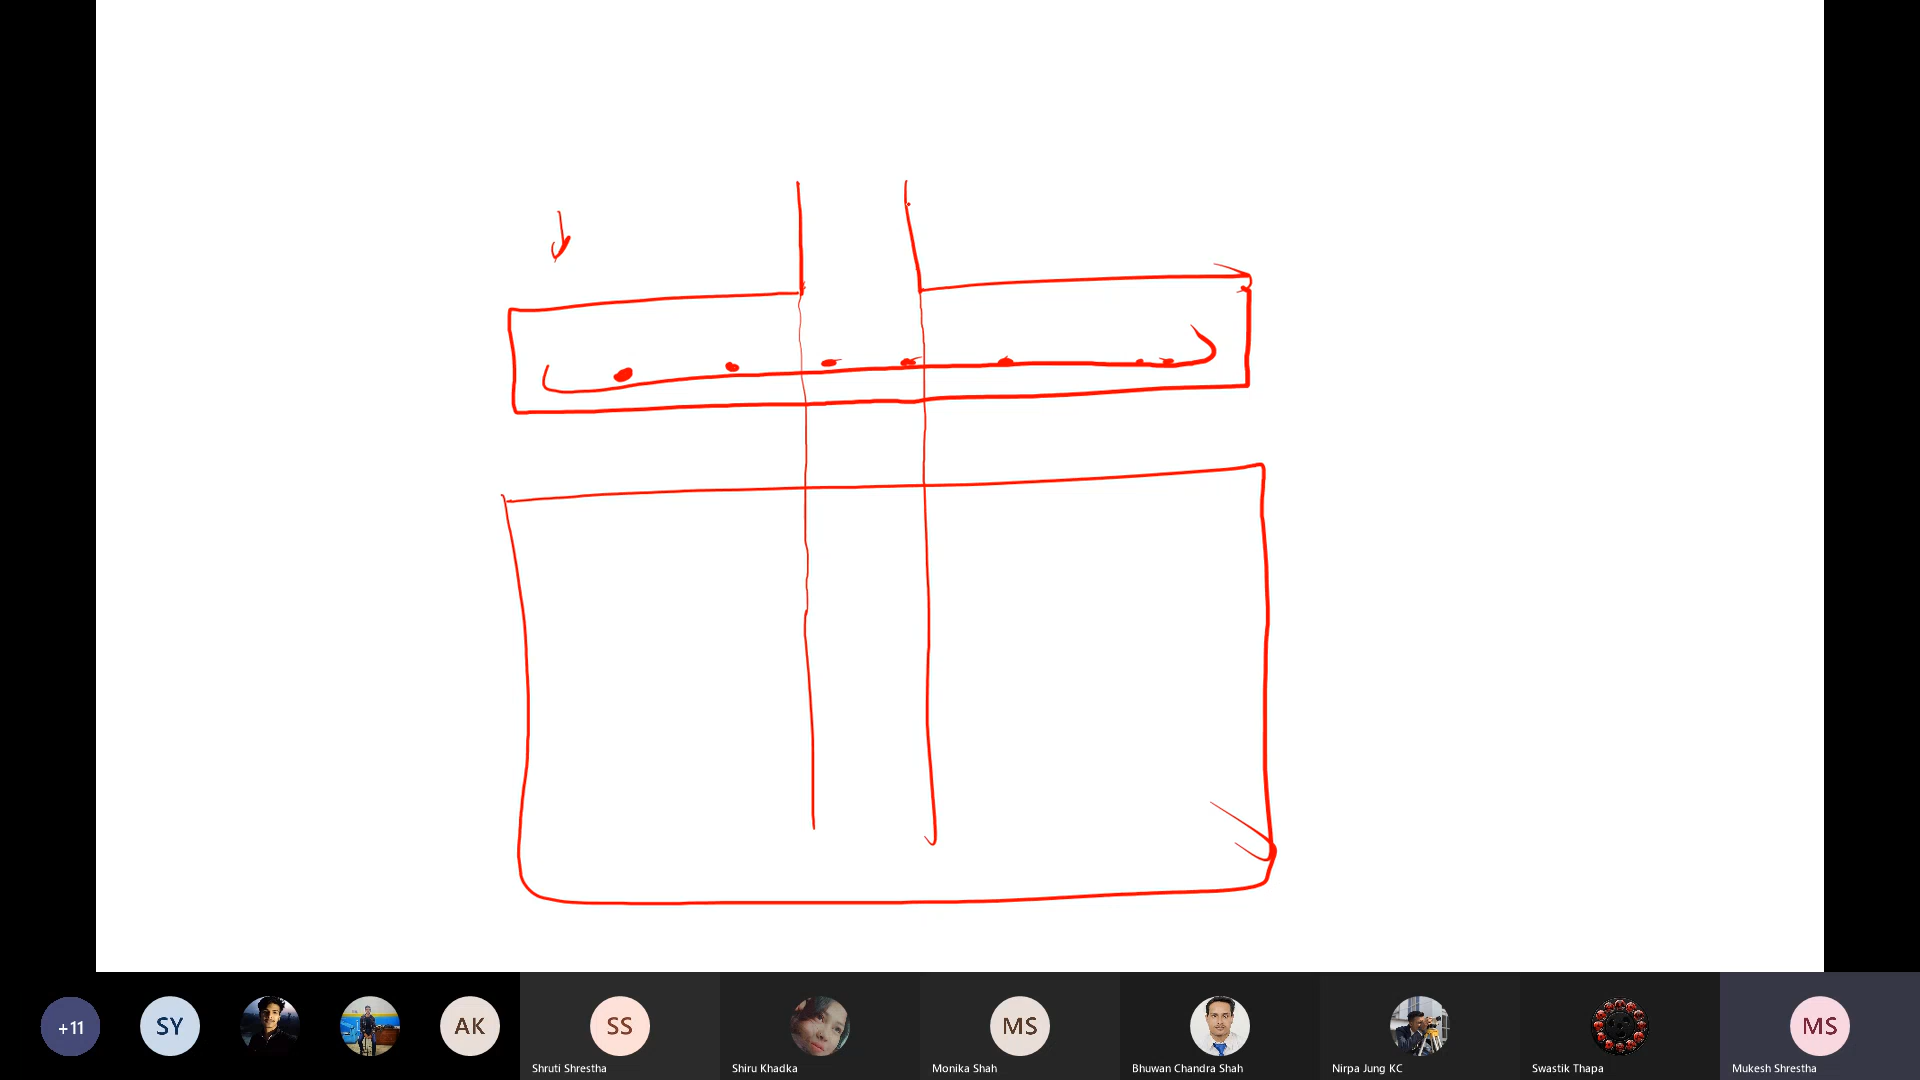 +11
SY
AK
SS
MS
MS
Shruti Shrestha
Shiru Khadka
Monika Shah
Bhuwan Chandra Shah
Nirpa Jung KC
Swastik Thapa
Mukesh Shrestha